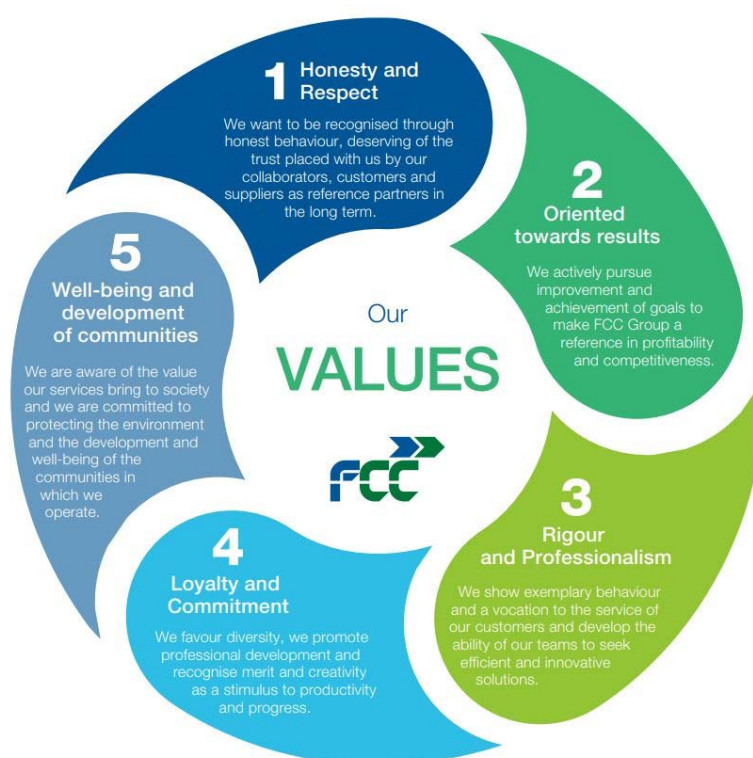 1 Honesty and
Respect
We want to be recognised through
honest behaviour, deserving of the
trust placed with us by our
collaborators, customers and
suppliers as reference partners in
the long term.
2
Oriented
towards results
We actively pursue
improvement and
achievement of goals to
make FCC Group a
reference in profitability
and competitiveness.
3
Rigour
and Professionalism
We show exemplary behaviour
and a vocation to the service of
our customers and develop the
ability of our teams to seek
efficient and innovative
solutions.
4
Loyalty and
Commitment
We favour diversity, we promote
professional development and
recognise merit and creativity
as a stimulus to productivity
and progress.
5
Well-being and
development
of communities
We are aware of the value
our services bring to society
and we are committed to
protecting the environment
and the development and
well-being of the
communities in
which we
operate.
Our
VALUES
FCC